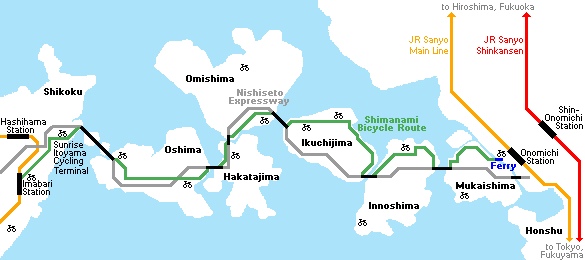 to Hiroshima, Fukuoka
JR Sanyo
Main Line
JR Sanyo
Shinkansen
Omishima
Shikoku
Nishiseto
Expressway
Shin-
Onomichi
Station
Hashihama
Station
Shimanami
Bicycle Route
Sunrise
Itoyama
Cycling
Terminal
Oshima
Ikuchijima
Onomichi
Station
Ferry
Hakatajima
Imabari
Station
Mukaishima
Innoshima
Honshu
to Tokyo,
Fukuyama